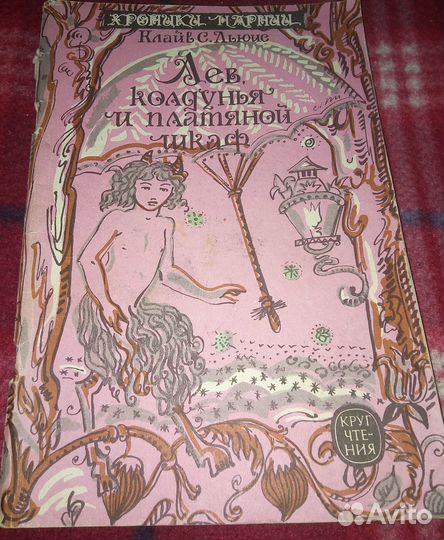 ХРОНИКИ НАРНИИ
Клайв С. Льюис
Лев,
колдунья
и платяной
шкаф
КРУГ
ЧТЕ-
НИЯ
Avito